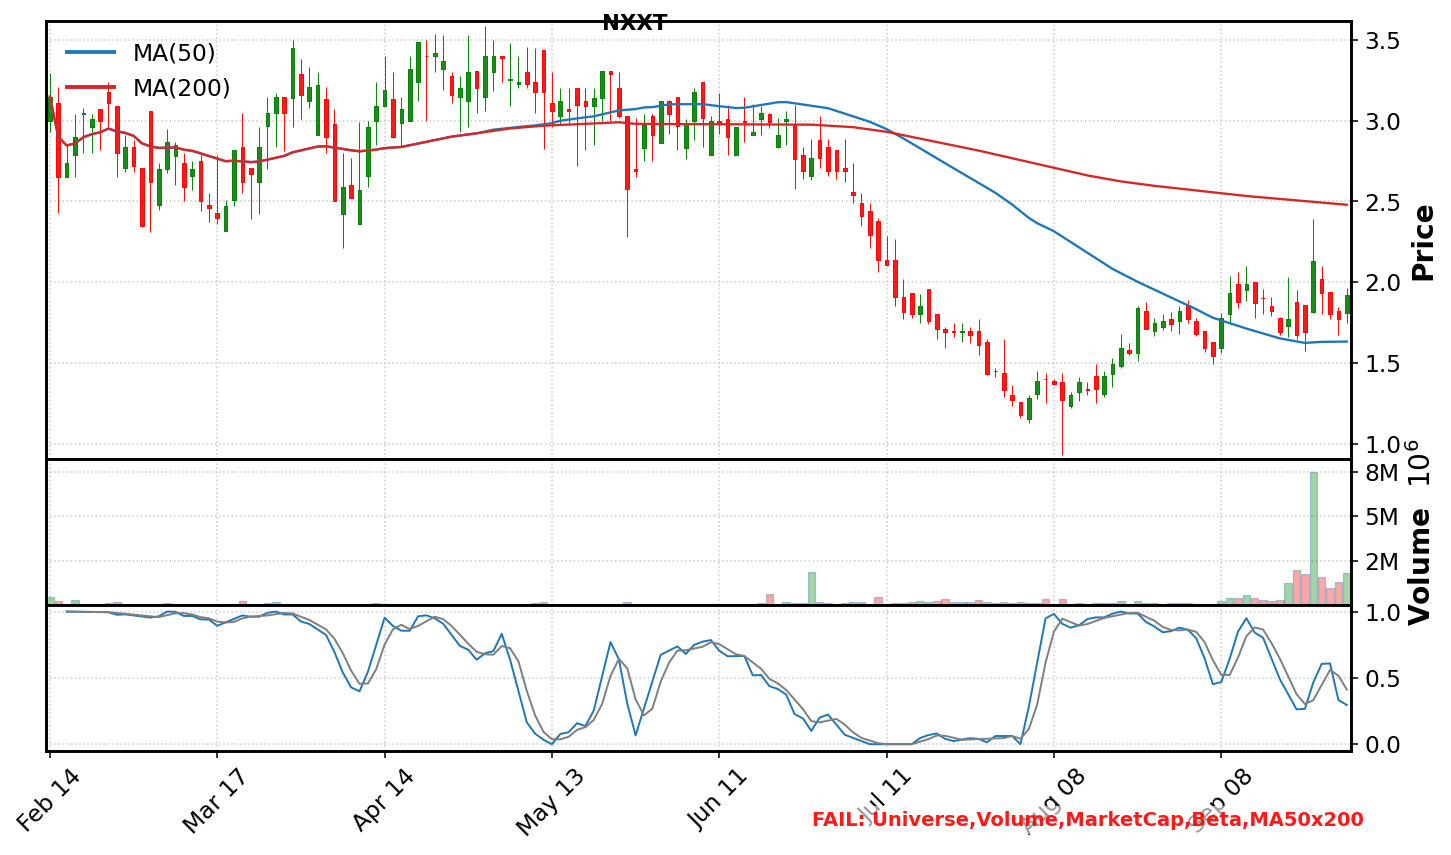 NXXT
MA(50)
MA(200)
3.5
3.0
2.5
2.0
1.5
1.0
Price
8M
5M
2M
Volume 10^6
1.0
0.5
0.0
Feb 14
Mar 17
Apr 14
May 13
Jun 11
Jul 11
Aug 08
Sep 08
FAIL: Universe,Volume,MarketCap,Beta,MA50x200